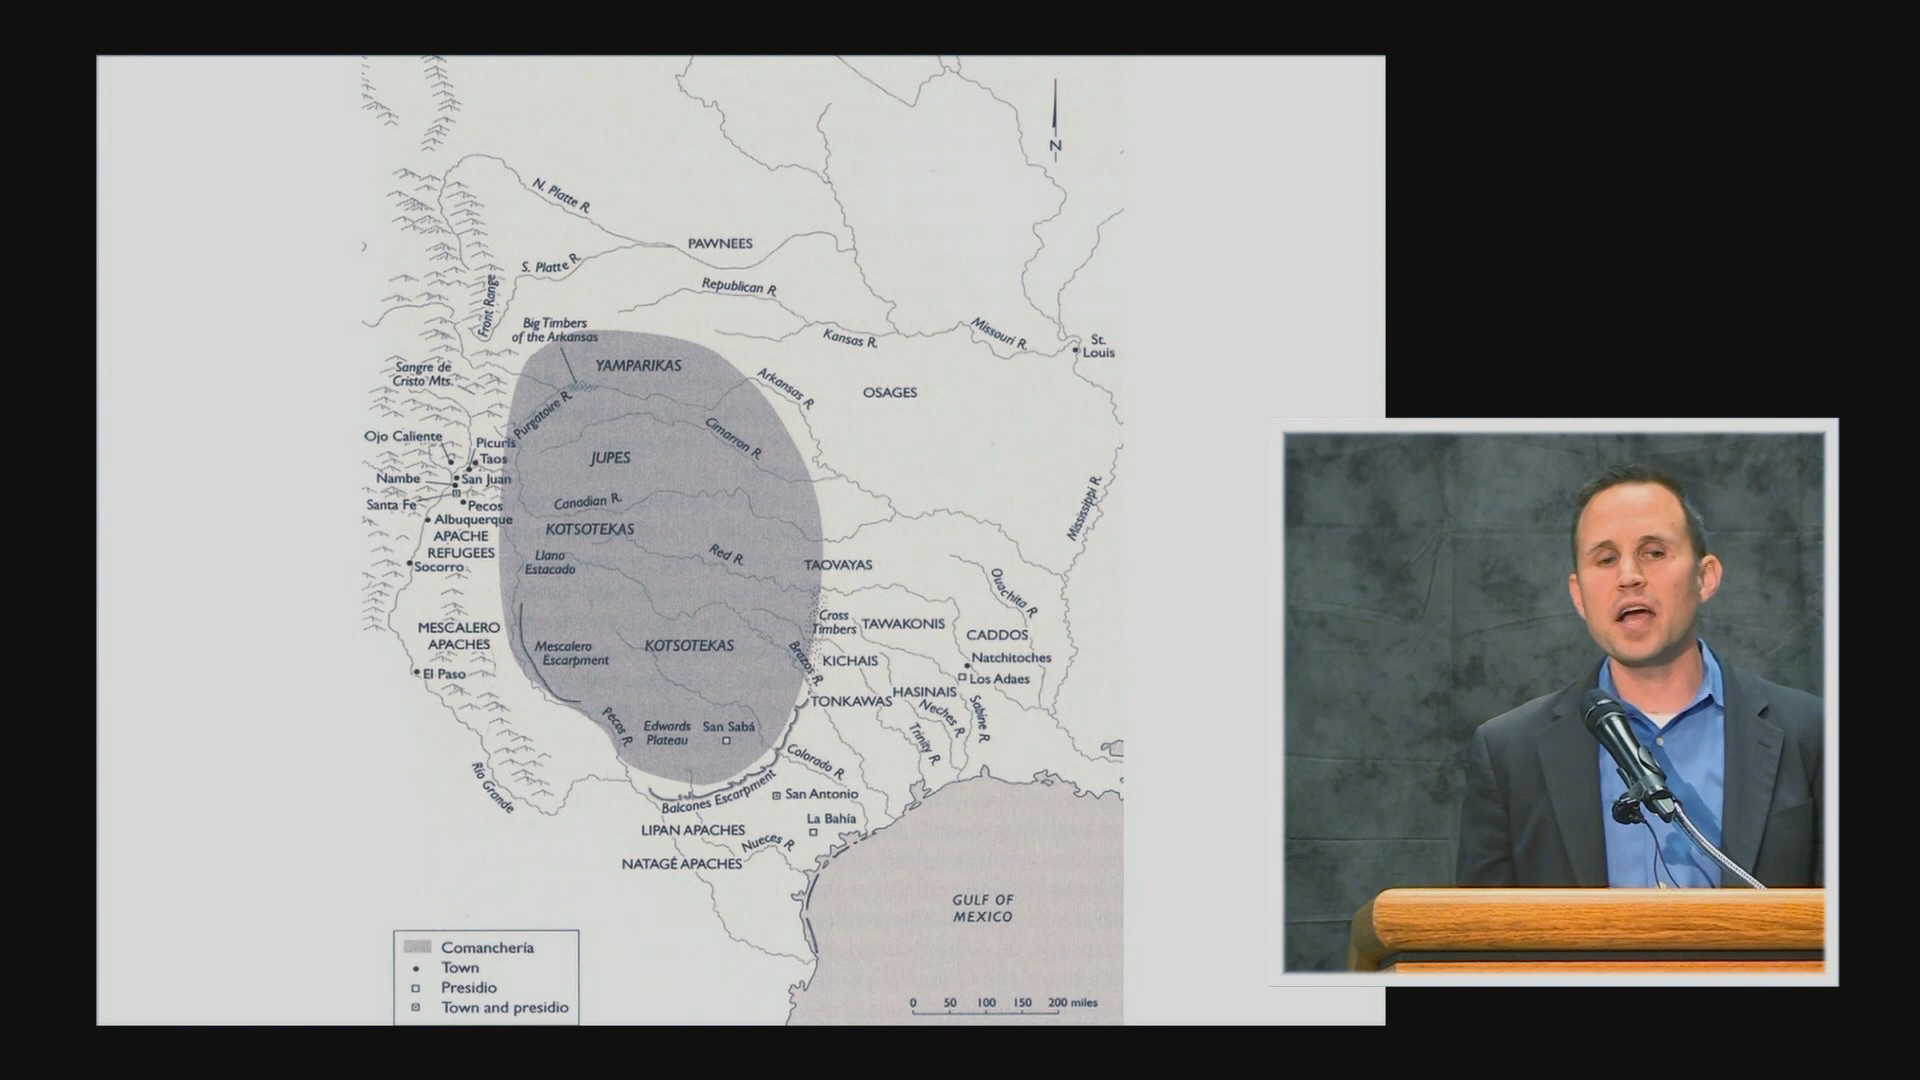 N
N. Platte R.
PAWNEES
S. Platte R.
Front Range
Republican R.
Big Timbers
of the Arkansas
Kansas R.
Missouri R.
St.
Louis
YAMPARIKAS
Sangre de
Cristo Mts.
Arkansas R.
OSAGES
Purgatoire R.
Cimarron R.
Ojo Caliente
Picuris
Taos
JUPES
Nambe
San Juan
Santa Fe
Pecos
Canadian R.
Mississippi R.
Albuquerque
APACHE
REFUGEES
KOTSOTEKAS
Socorro
Llano
Estacado
Red R.
TAOVAYAS
Ouachita R.
MESCALERO
APACHES
Cross
Timbers
TAWAKONIS
CADDOS
Mescalero
Escarpment
KOTSOTEKAS
Brazos R.
KICHAIS
Natchitoches
El Paso
Los Adaes
HASINAIS
TONKAWAS
Neches R.
Sabine R.
Trinity R.
Pecos R.
Edwards
Plateau
San Sabá
Colorado R.
Rio Grande
Balcones Escarpment
San Antonio
La Bahía
LIPAN APACHES
Nueces R.
NATAGÉ APACHES
GULF OF
MEXICO
Comanchería
Town
Presidio
Town and presidio
0 50 100 150 200 miles